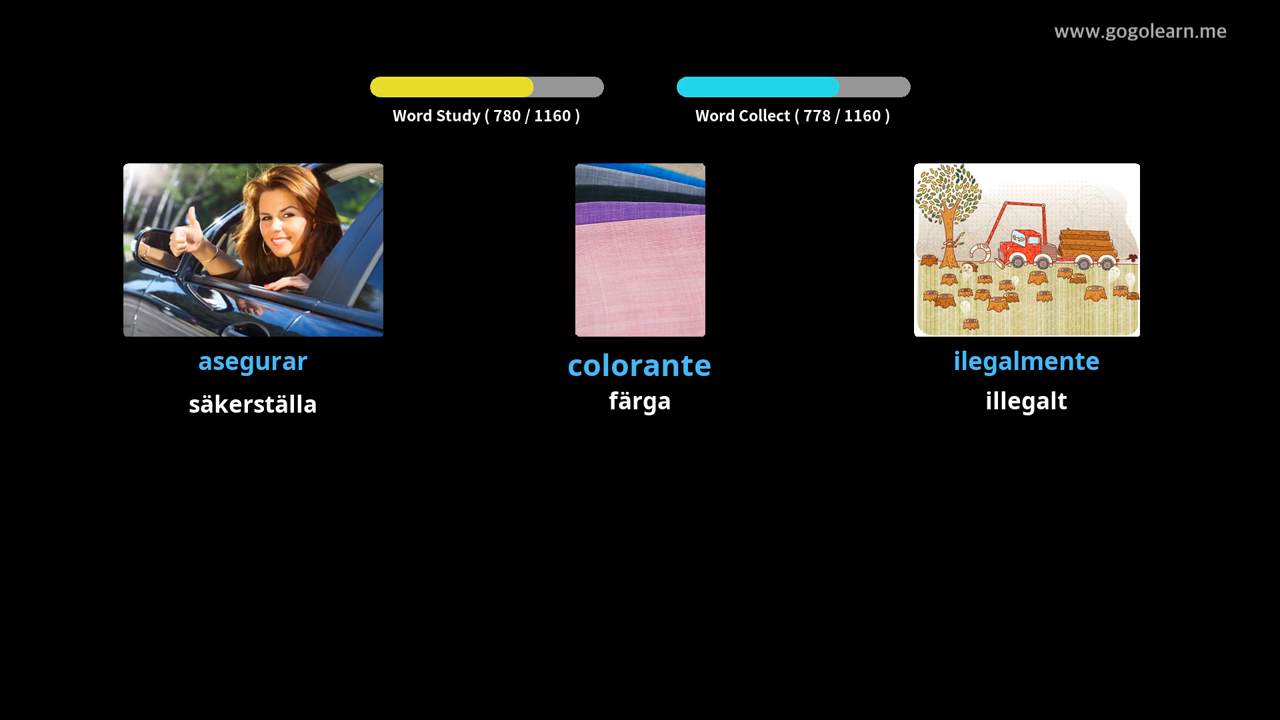 www.gogolearn.me
Word Study ( 780 / 1160 )
Word Collect ( 778 / 1160 )
asegurar
säkerställa
colorante
färga
ilegalmente
illegalt